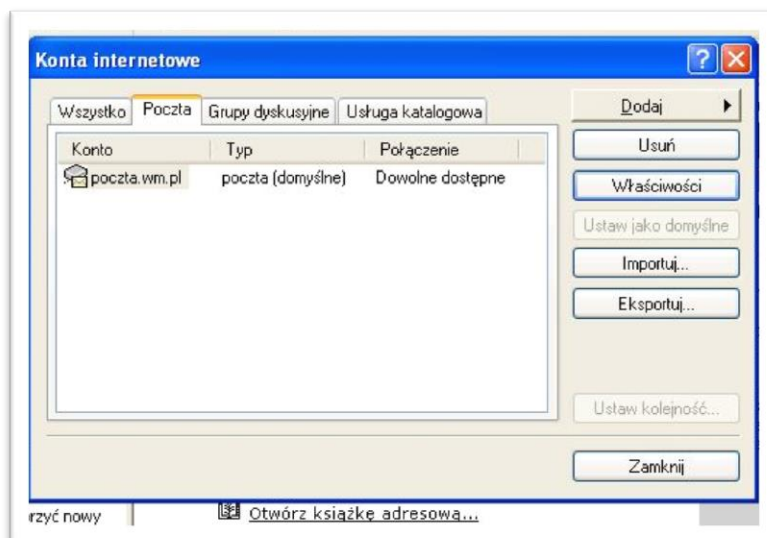 Konta internetowe
Wszystko Poczta Grupy dyskusyjne Usługa katalogowa
Dodaj
Konto Typ Połączenie
Usuń
poczta.wm.pl poczta (domyślne) Dowolne dostępne
Właściwości
Ustaw jako domyślne
Importuj...
Eksportuj...
Ustaw kolejność...
Zamknij
rzyć nowy Otwórz książkę adresową...